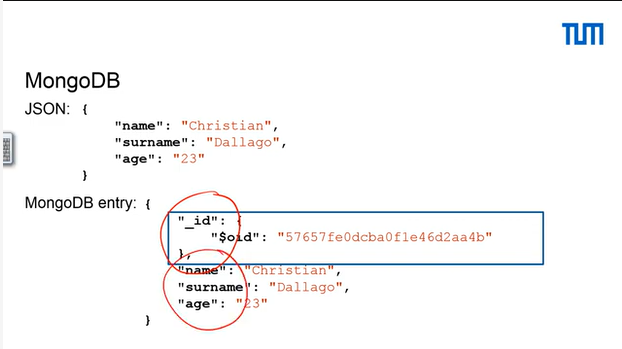 TUM
MongoDB
JSON: {
"name": "Christian",
"surname": "Dallago",
"age": "23"
}
MongoDB entry: {
"_id": {
"$oid": "57657fe0dcba0f1e46d2aa4b"
},
"name": "Christian",
"surname": "Dallago",
"age": "23"
}